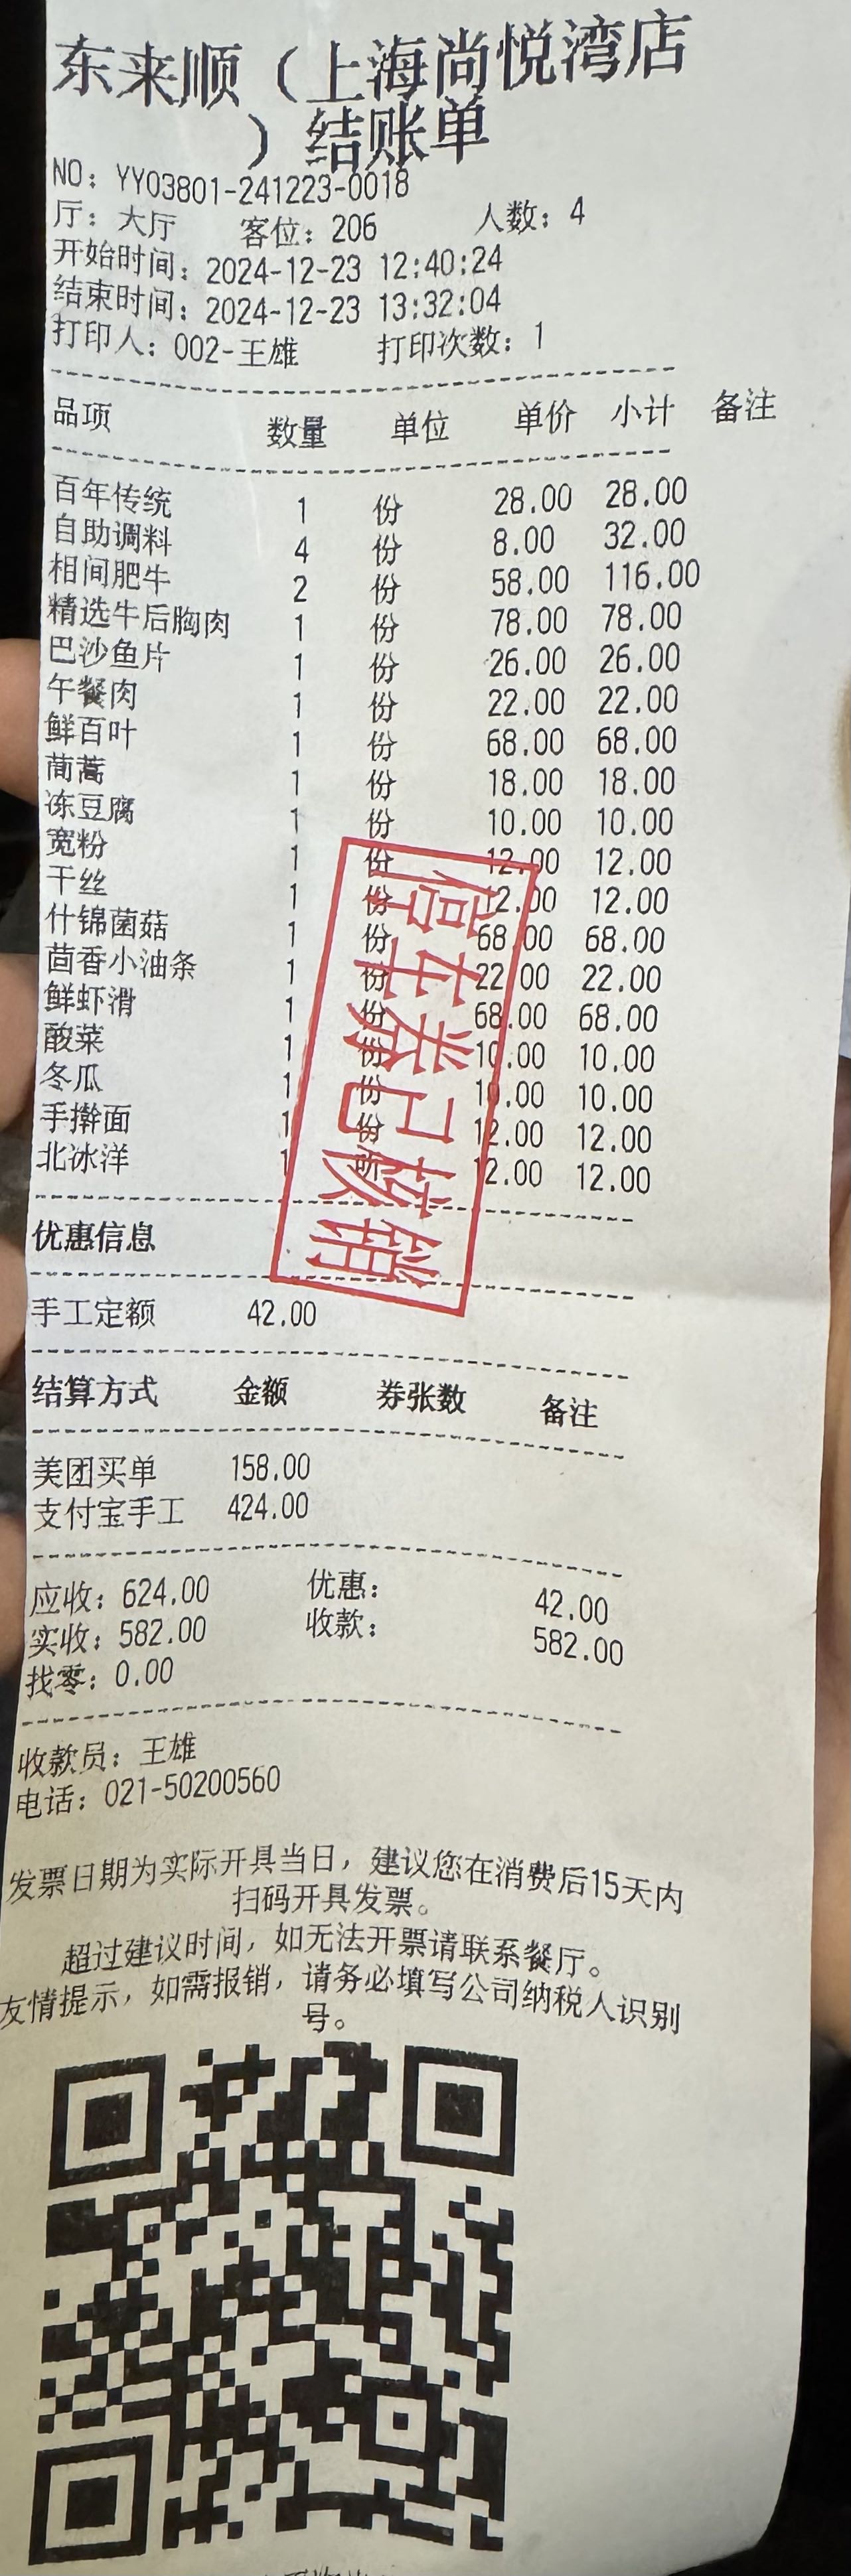 东来顺（上海尚悦湾店
）结账单
NO：YY03801-241223-0018
厅：大厅 客位：206 人数：4
开始时间：2024-12-23 12:40:24
结束时间：2024-12-23 13:32:04
打印人：002-王雄 打印次数：1
品项 数量 单位 单价 小计 备注
百年传统 1 份 28.00 28.00
自助调料 4 份 8.00 32.00
相间肥牛 2 份 58.00 116.00
精选牛后胸肉 1 份 78.00 78.00
巴沙鱼片 1 份 26.00 26.00
午餐肉 1 份 22.00 22.00
鲜百叶 1 份 68.00 68.00
茼蒿 1 份 18.00 18.00
冻豆腐 1 份 10.00 10.00
宽粉 1 份 12.00 12.00
干丝 1 份 12.00 12.00
什锦菌菇 1 份 68.00 68.00
茴香小油条 1 份 22.00 22.00
鲜虾滑 1 份 68.00 68.00
酸菜 1 份 10.00 10.00
冬瓜 1 份 10.00 10.00
手擀面 1 份 12.00 12.00
北冰洋 1 听 12.00 12.00
停车券已核销
优惠信息
手工定额 42.00
结算方式 金额 券张数 备注
美团买单 158.00
支付宝手工 424.00
应收：624.00 优惠： 42.00
实收：582.00 收款： 582.00
找零：0.00
收款员：王雄
电话：021-50200560
发票日期为实际开具当日，建议您在消费后15天内
扫码开具发票。
超过建议时间，如无法开票请联系餐厅。
友情提示，如需报销，请务必填写公司纳税人识别
号。